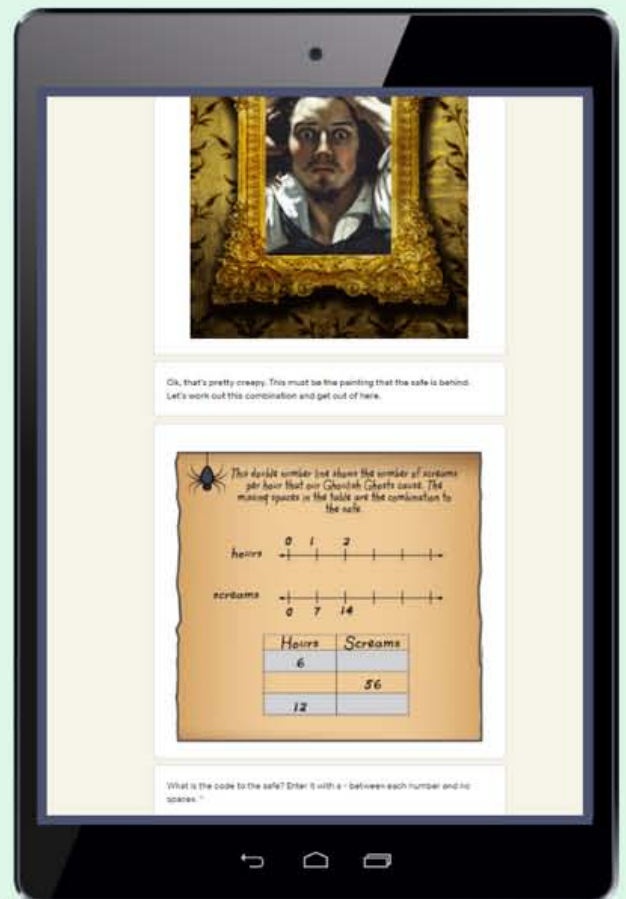 Ok, that's pretty creepy. This must be the painting that the safe is behind.
Let's work out this combination and get out of here.
This double number line shows the number of screams
per hour that our Ghoulish Ghosts cause. The
missing spaces in the table are the combination to
the safe.
0 1 2
hours
screams
0 7 14
Hours Screams
6
56
12
What is the code to the safe? Enter it with a - between each number and no
spaces. *